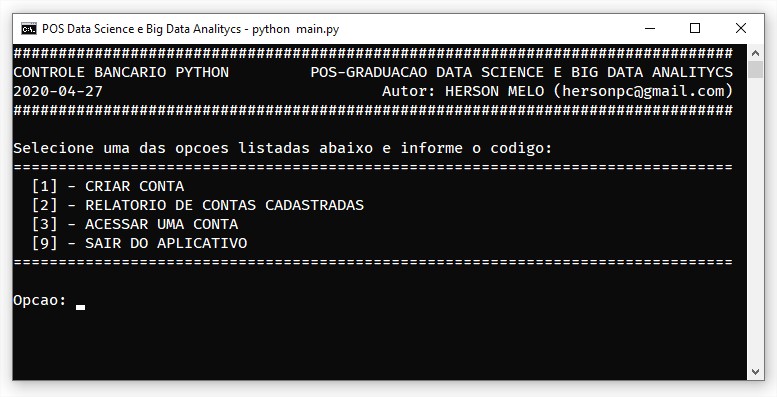 POS Data Science e Big Data Analitycs - python  main.py
################################################################################
CONTROLE BANCARIO PYTHON         POS-GRADUACAO DATA SCIENCE E BIG DATA ANALITYCS
2020-04-27                               Autor: HERSON MELO (hersonpc@gmail.com)
################################################################################
Selecione uma das opcoes listadas abaixo e informe o codigo:
================================================================================
[1] - CRIAR CONTA
[2] - RELATORIO DE CONTAS CADASTRADAS
[3] - ACESSAR UMA CONTA
[9] - SAIR DO APLICATIVO
================================================================================
Opcao: _